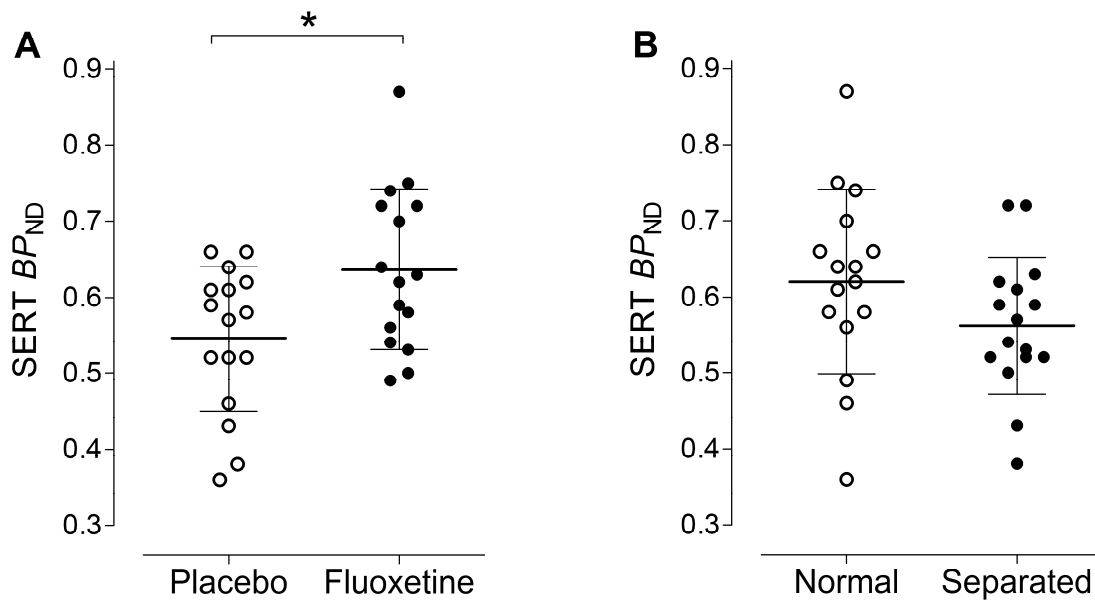 A
*
0.9
0.8
0.7
0.6
0.5
0.4
0.3
SERT BPND
Placebo Fluoxetine
B
0.9
0.8
0.7
0.6
0.5
0.4
0.3
SERT BPND
Normal Separated